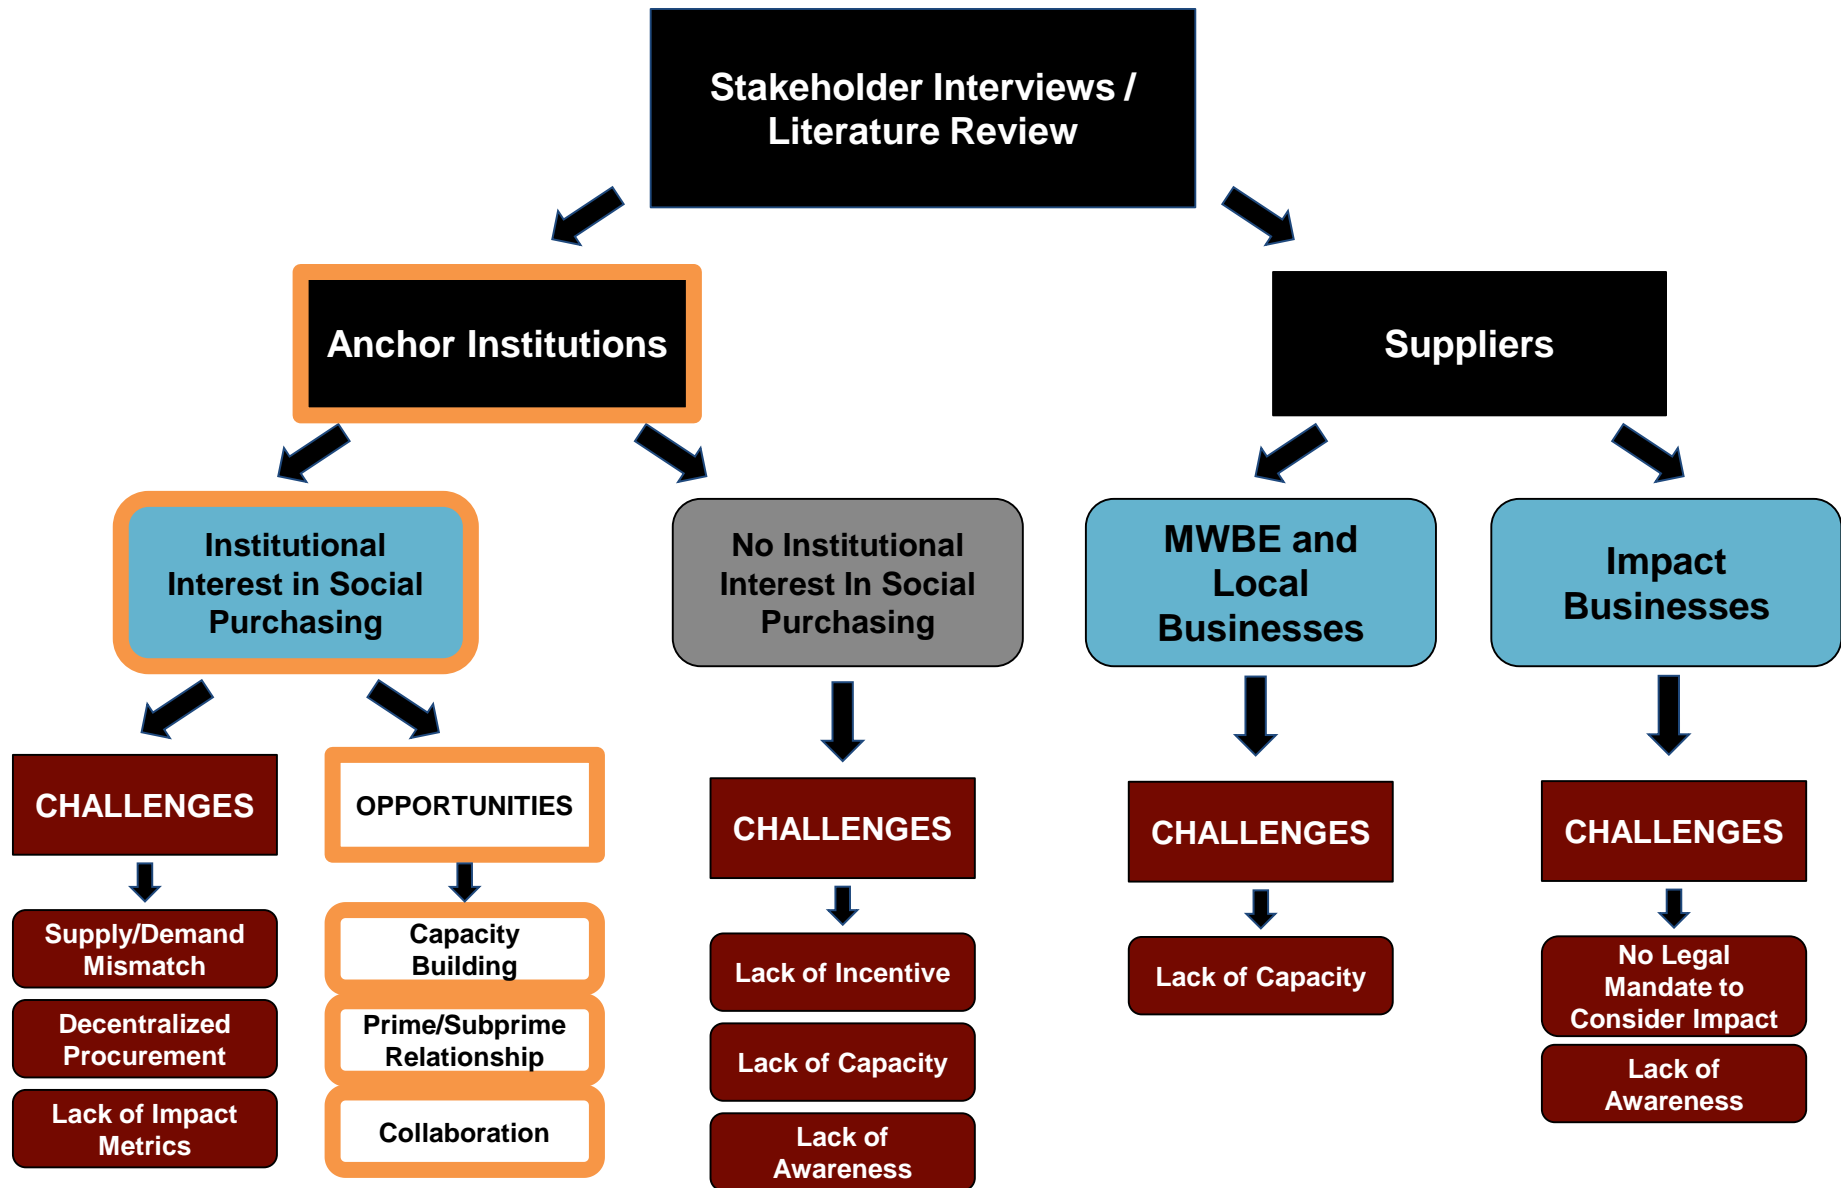 Stakeholder Interviews /
Literature Review
Anchor Institutions
Suppliers
Institutional
Interest in Social
Purchasing
No Institutional
Interest In Social
Purchasing
MWBE and
Local
Businesses
Impact
Businesses
CHALLENGES
OPPORTUNITIES
CHALLENGES
CHALLENGES
CHALLENGES
Supply/Demand
Mismatch
Decentralized
Procurement
Lack of Impact
Metrics
Capacity
Building
Prime/Subprime
Relationship
Collaboration
Lack of Incentive
Lack of Capacity
Lack of
Awareness
Lack of Capacity
No Legal
Mandate to
Consider Impact
Lack of
Awareness